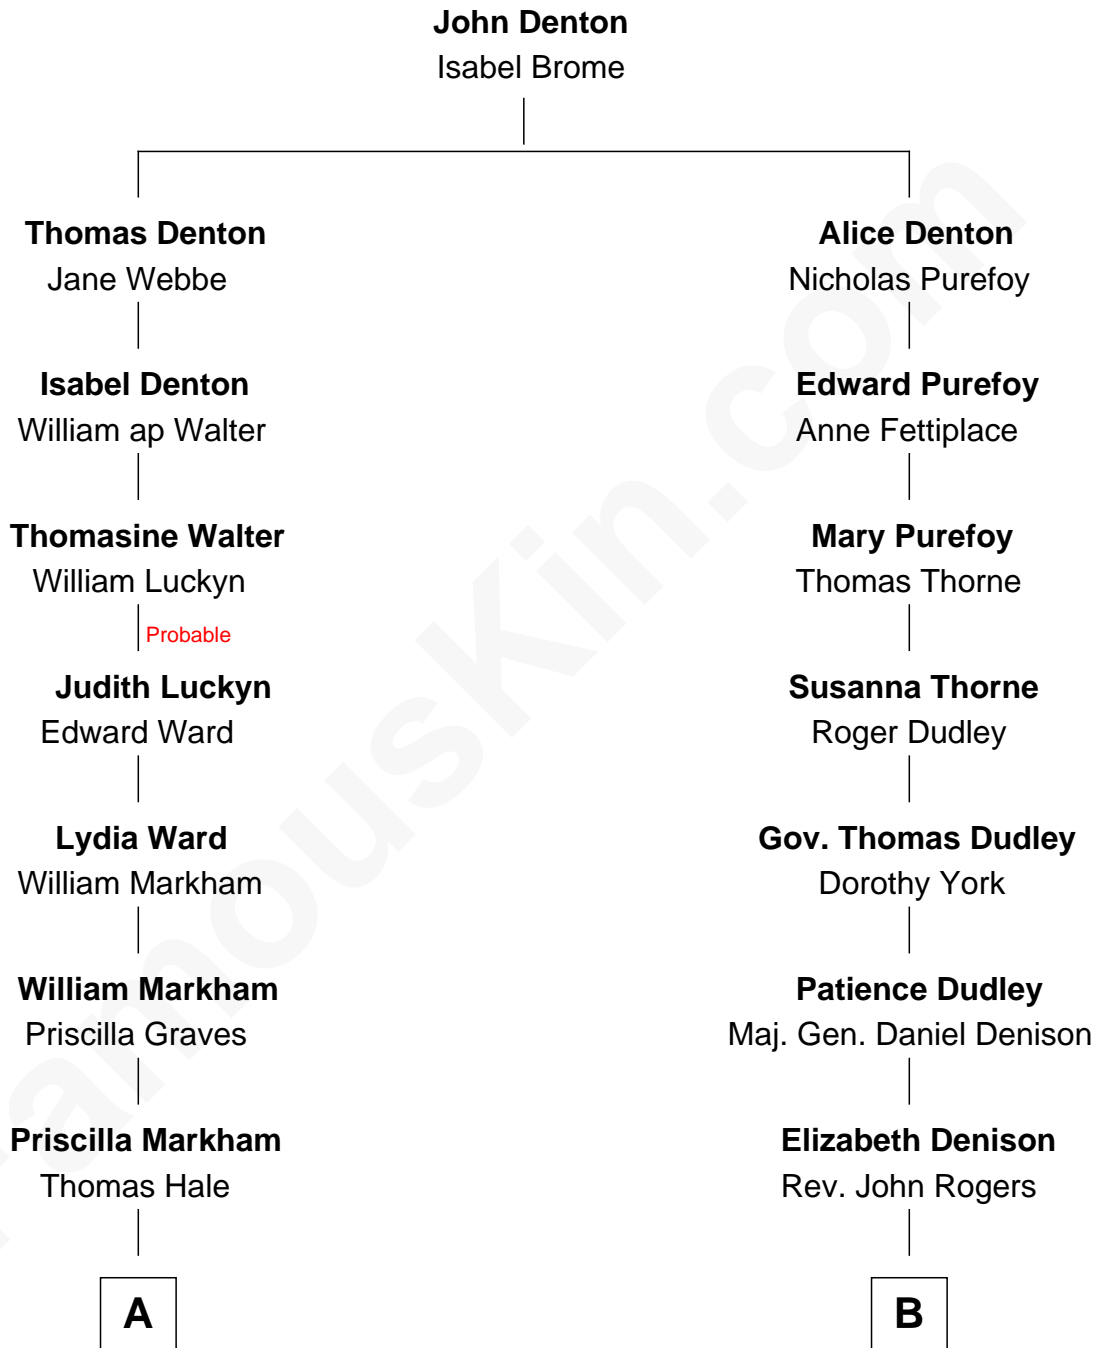 John Denton
Isabel Brome
Thomas Denton
Jane Webbe
Alice Denton
Nicholas Purefoy
Isabel Denton
William ap Walter
Edward Purefoy
Anne Fettiplace
Thomasine Walter
William Luckyn
Mary Purefoy
Thomas Thorne
Probable
Judith Luckyn
Edward Ward
Susanna Thorne
Roger Dudley
Lydia Ward
William Markham
Gov. Thomas Dudley
Dorothy York
William Markham
Priscilla Graves
Patience Dudley
Maj. Gen. Daniel Denison
Priscilla Markham
Thomas Hale
Elizabeth Denison
Rev. John Rogers
A
B
FamousKin.com